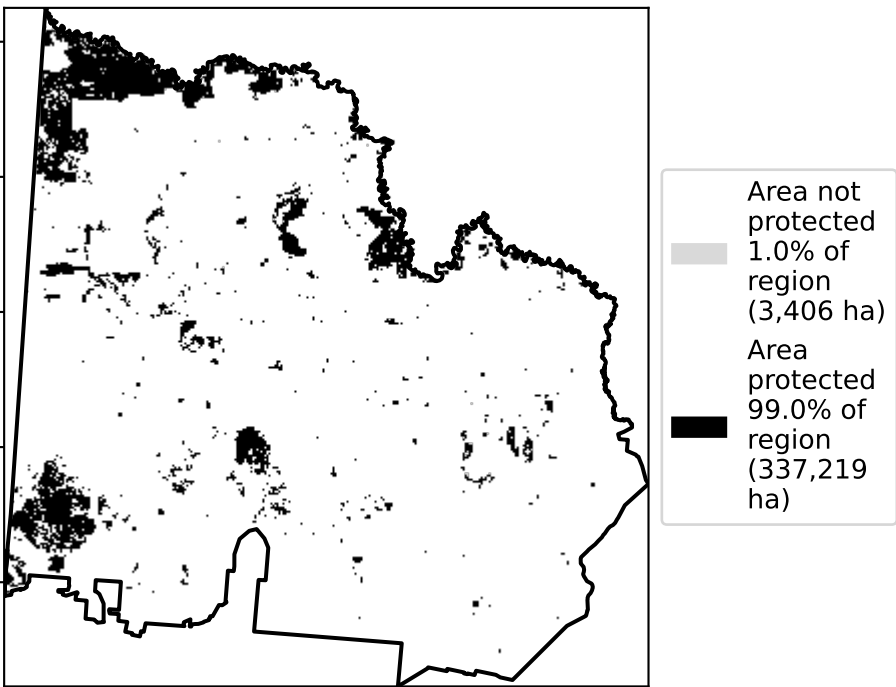 Area not
protected
1.0% of
region
(3,406 ha)
Area
protected
99.0% of
region
(337,219
ha)